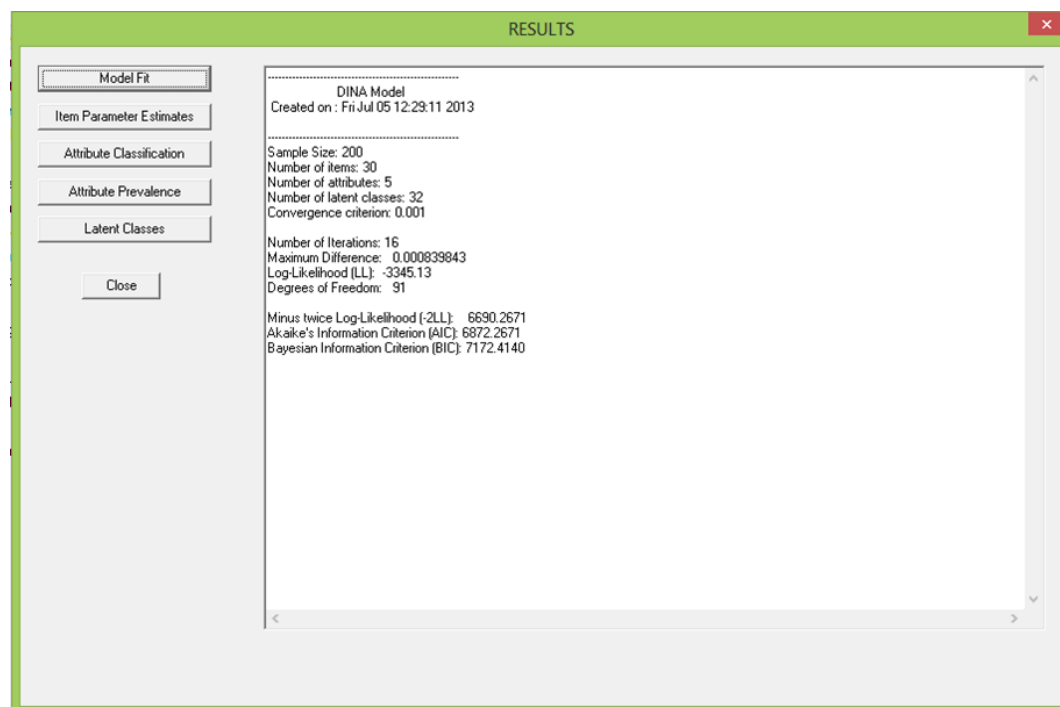 RESULTS
Model Fit
Item Parameter Estimates
Attribute Classification
Attribute Prevalence
Latent Classes
Close
-------------------------------------------------------
DINA Model
Created on : Fri Jul 05 12:29:11 2013
-------------------------------------------------------
Sample Size: 200
Number of items: 30
Number of attributes: 5
Number of latent classes: 32
Convergence criterion: 0.001
Number of Iterations: 16
Maximum Difference: 0.000839843
Log-Likelihood (LL): -3345.13
Degrees of Freedom: 91
Minus twice Log-Likelihood (-2LL): 6690.2671
Akaike's Information Criterion (AIC): 6872.2671
Bayesian Information Criterion (BIC): 7172.4140